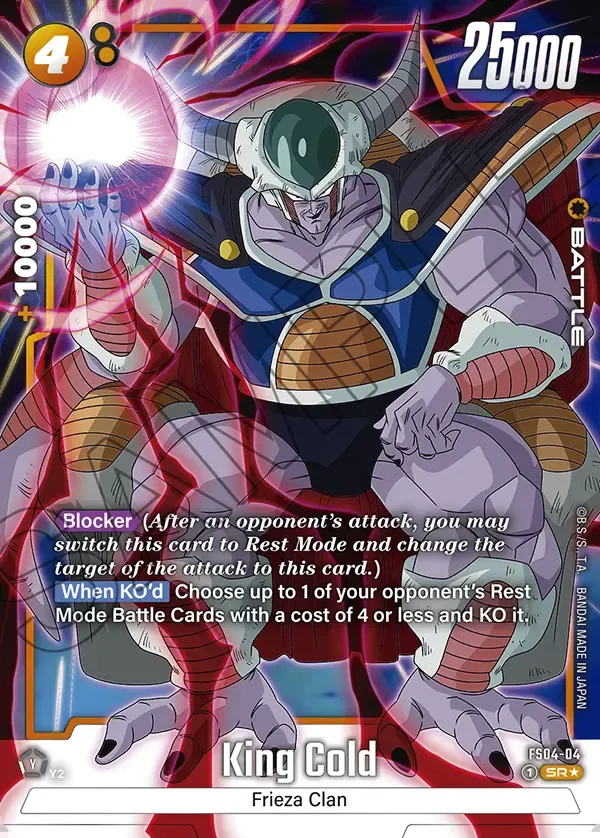 4
25000
+ 10000
BATTLE
SAMPLE
Blocker (After an opponent's attack, you may
switch this card to Rest Mode and change the
target of the attack to this card.)
When KO'd Choose up to 1 of your opponent's Rest
Mode Battle Cards with a cost of 4 or less and KO it.
©B.S./S., T.A. BANDAI MADE IN JAPAN
Y
Y2
King Cold
FS04-04
1 SR★
Frieza Clan